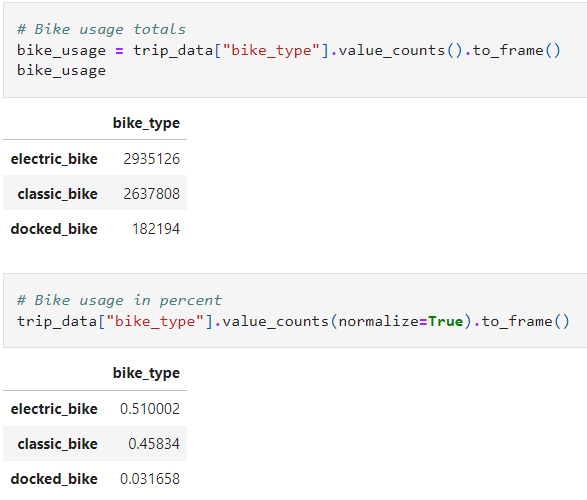 # Bike usage totals
bike_usage = trip_data["bike_type"].value_counts().to_frame()
bike_usage
bike_type
electric_bike 2935126
classic_bike 2637808
docked_bike 182194
# Bike usage in percent
trip_data["bike_type"].value_counts(normalize=True).to_frame()
bike_type
electric_bike 0.510002
classic_bike 0.45834
docked_bike 0.031658